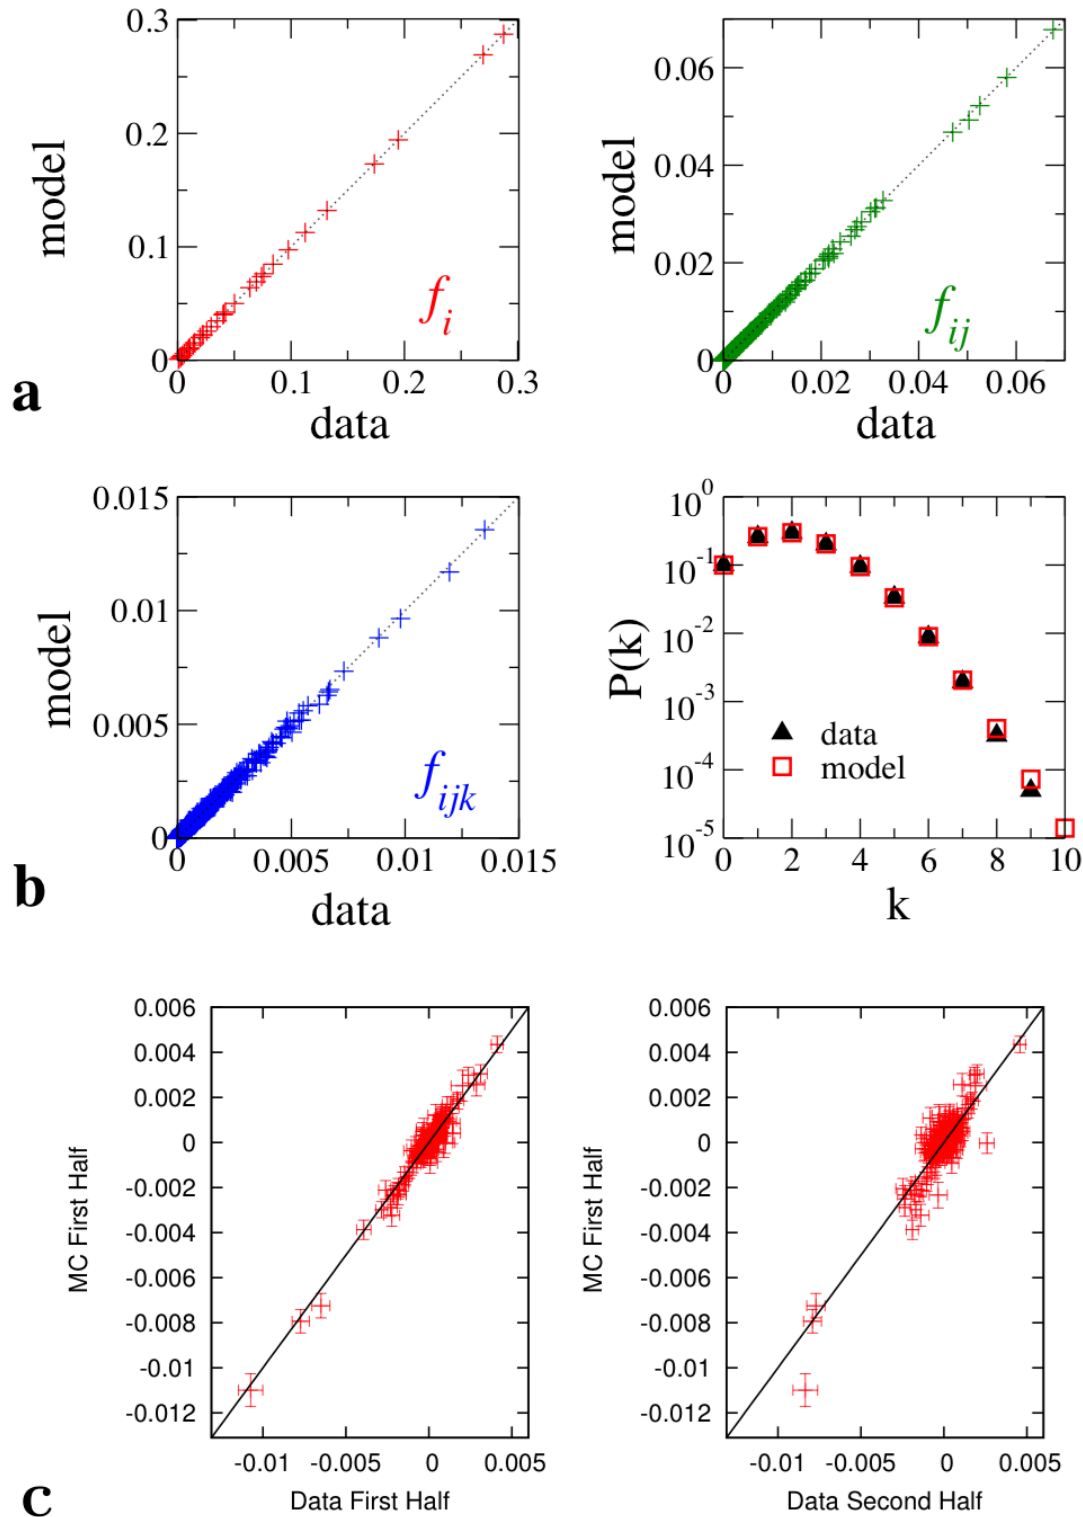 0.3
0.2
0.1
0
0 0.1 0.2 0.3
model
data
f_i
0.06
0.04
0.02
0
0 0.02 0.04 0.06
model
data
f_ij
a
0.015
0.01
0.005
0
0 0.005 0.01 0.015
model
data
f_ijk
10^0
10^-1
10^-2
10^-3
10^-4
10^-5
0 2 4 6 8 10
P(k)
k
data
model
b
0.006
0.004
0.002
0
-0.002
-0.004
-0.006
-0.008
-0.01
-0.012
-0.01 -0.005 0 0.005
MC First Half
Data First Half
0.006
0.004
0.002
0
-0.002
-0.004
-0.006
-0.008
-0.01
-0.012
-0.01 -0.005 0 0.005
MC First Half
Data Second Half
c